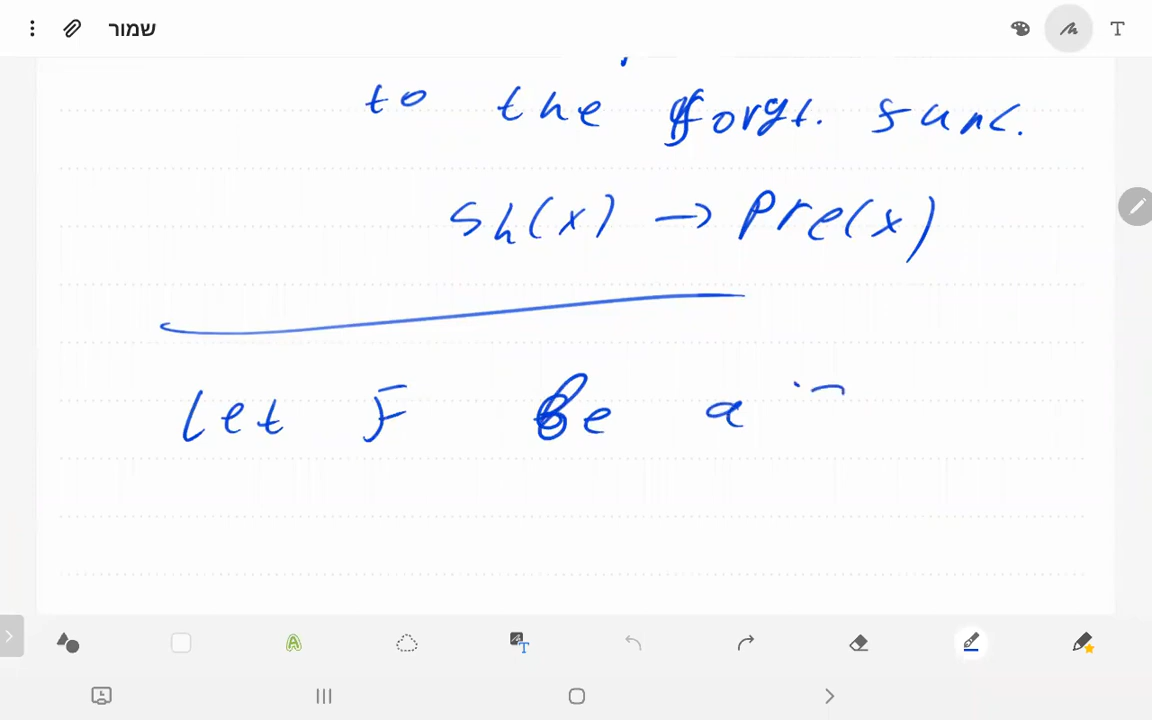 שמור
T
to the forgt. func.
Sh(x) → Pre(x)
Let F Be a